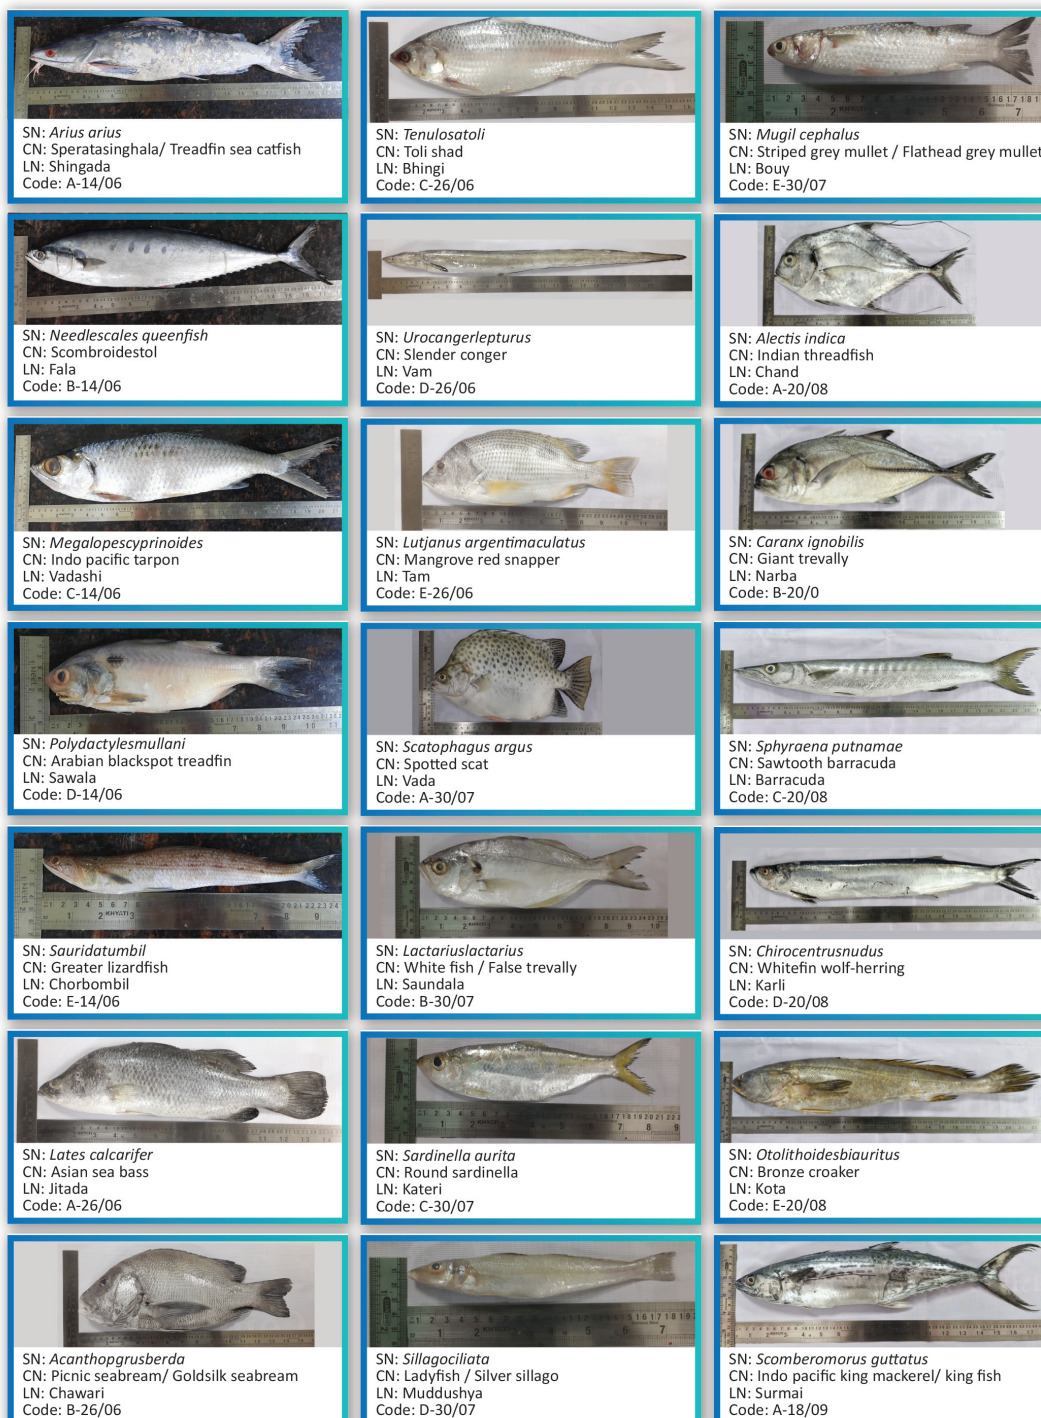 SN: Arius arius
CN: Speratasinghala/ Treadfin sea catfish
LN: Shingada
Code: A-14/06
SN: Tenulosatoli
CN: Toli shad
LN: Bhingi
Code: C-26/06
SN: Mugil cephalus
CN: Striped grey mullet / Flathead grey mullet
LN: Bouy
Code: E-30/07
SN: Needlescales queenfish
CN: Scombroidestol
LN: Fala
Code: B-14/06
SN: Urocangerlepturus
CN: Slender conger
LN: Vam
Code: D-26/06
SN: Alectis indica
CN: Indian threadfish
LN: Chand
Code: A-20/08
SN: Megalopescyprinoides
CN: Indo pacific tarpon
LN: Vadashi
Code: C-14/06
SN: Lutjanus argentimaculatus
CN: Mangrove red snapper
LN: Tam
Code: E-26/06
SN: Caranx ignobilis
CN: Giant trevally
LN: Narba
Code: B-20/0
SN: Polydactylesmullani
CN: Arabian blackspot treadfin
LN: Sawala
Code: D-14/06
SN: Scatophagus argus
CN: Spotted scat
LN: Vada
Code: A-30/07
SN: Sphyraena putnamae
CN: Sawtooth barracuda
LN: Barracuda
Code: C-20/08
SN: Sauridatumbil
CN: Greater lizardfish
LN: Chorbombil
Code: E-14/06
SN: Lactariuslactarius
CN: White fish / False trevally
LN: Saundala
Code: B-30/07
SN: Chirocentrusnudus
CN: Whitefin wolf-herring
LN: Karli
Code: D-20/08
SN: Lates calcarifer
CN: Asian sea bass
LN: Jitada
Code: A-26/06
SN: Sardinella aurita
CN: Round sardinella
LN: Kateri
Code: C-30/07
SN: Otolithoidesbiauritus
CN: Bronze croaker
LN: Kota
Code: E-20/08
SN: Acanthopgrusberda
CN: Picnic seabream/ Goldsilk seabream
LN: Chawari
Code: B-26/06
SN: Sillagociliata
CN: Ladyfish / Silver sillago
LN: Muddushya
Code: D-30/07
SN: Scomberomorus guttatus
CN: Indo pacific king mackerel/ king fish
LN: Surmai
Code: A-18/09